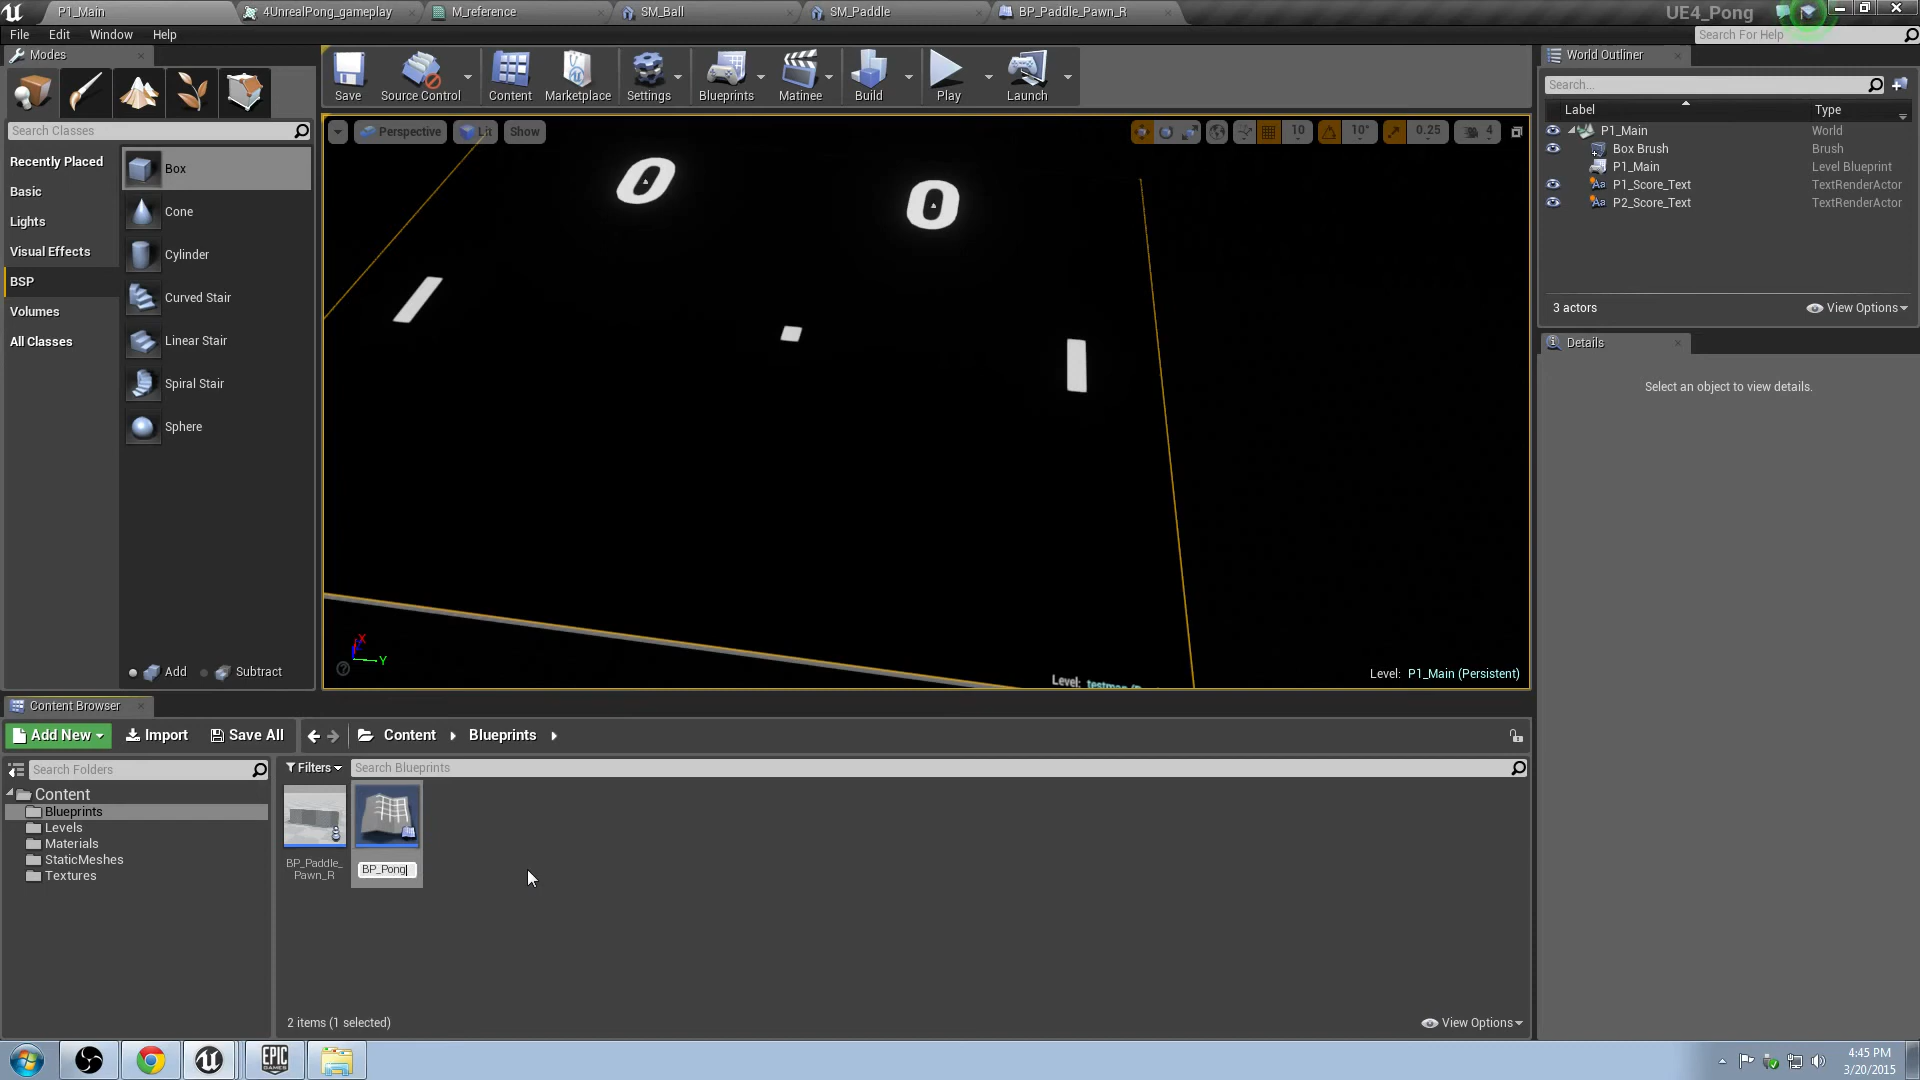 P1_Main
4UnrealPong_gameplay
M_reference
SM_Ball
SM_Paddle
BP_Paddle_Pawn_R
UE4_Pong
File Edit Window Help
Search For Help
Modes
Search Classes
Recently Placed
Basic
Lights
Visual Effects
BSP
Volumes
All Classes
Box
Cone
Cylinder
Curved Stair
Linear Stair
Spiral Stair
Sphere
Add
Subtract
Save
Source Control
Content
Marketplace
Settings
Blueprints
Matinee
Build
Play
Launch
Perspective
Lit
Show
10
10°
0.25
4
0
0
X
Y
Level:
Level: P1_Main (Persistent)
World Outliner
Search...
Label Type
P1_Main World
Box Brush Brush
P1_Main Level Blueprint
P1_Score_Text TextRenderActor
P2_Score_Text TextRenderActor
3 actors
View Options
Details
Select an object to view details.
Content Browser
Add New
Import
Save All
Content
Blueprints
Search Folders
Filters
Search Blueprints
Content
Blueprints
Levels
Materials
StaticMeshes
Textures
BP_Paddle_
Pawn_R
BP_Pong
2 items (1 selected)
View Options
EPIC
GAMES
4:45 PM
3/20/2015